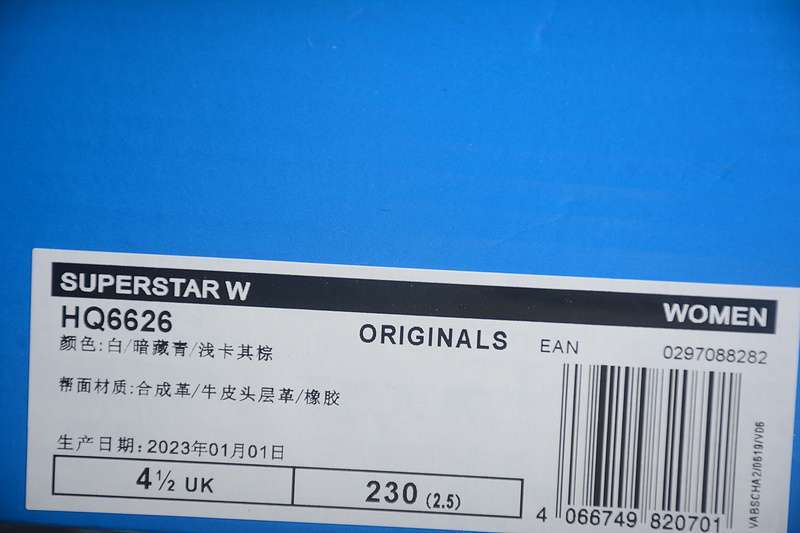 SUPERSTAR W
WOMEN
HQ6626
ORIGINALS
EAN
0297088282
颜色:白/暗藏青/浅卡其棕
帮面材质:合成革/牛皮头层革/橡胶
生产日期:2023年01月01日
4½ UK
230 (2.5)
4 066749 820701
VABSCHA2/0619/V06